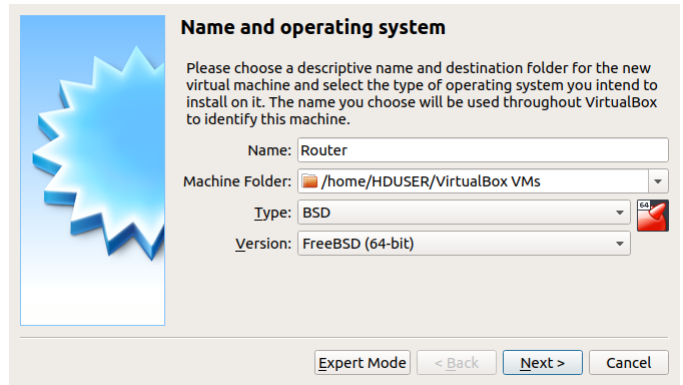 Name and operating system
Please choose a descriptive name and destination folder for the new
virtual machine and select the type of operating system you intend to
install on it. The name you choose will be used throughout VirtualBox
to identify this machine.
Name: Router
Machine Folder: /home/HDUSER/VirtualBox VMs
Type: BSD
64
Version: FreeBSD (64-bit)
Expert Mode < Back Next > Cancel